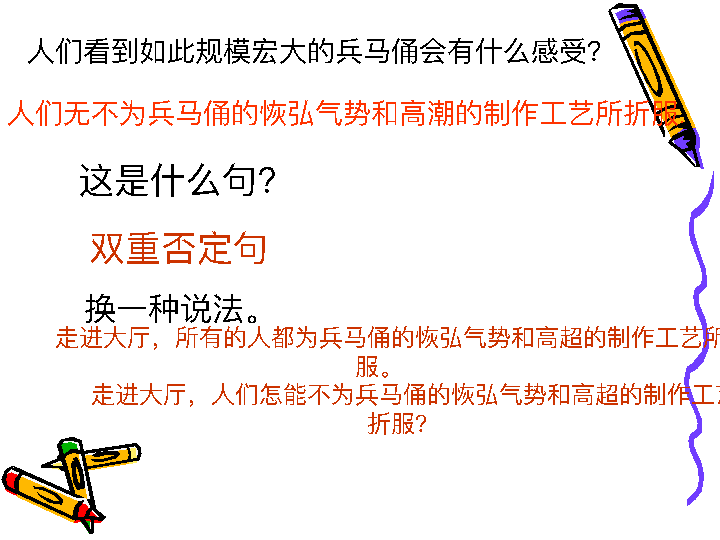 人们看到如此规模宏大的兵马俑会有什么感受？
人们无不为兵马俑的恢弘气势和高潮的制作工艺所折服
这是什么句？
双重否定句
换一种说法。
走进大厅，所有的人都为兵马俑的恢弘气势和高超的制作工艺所
服。
走进大厅，人们怎能不为兵马俑的恢弘气势和高超的制作工艺
折服？